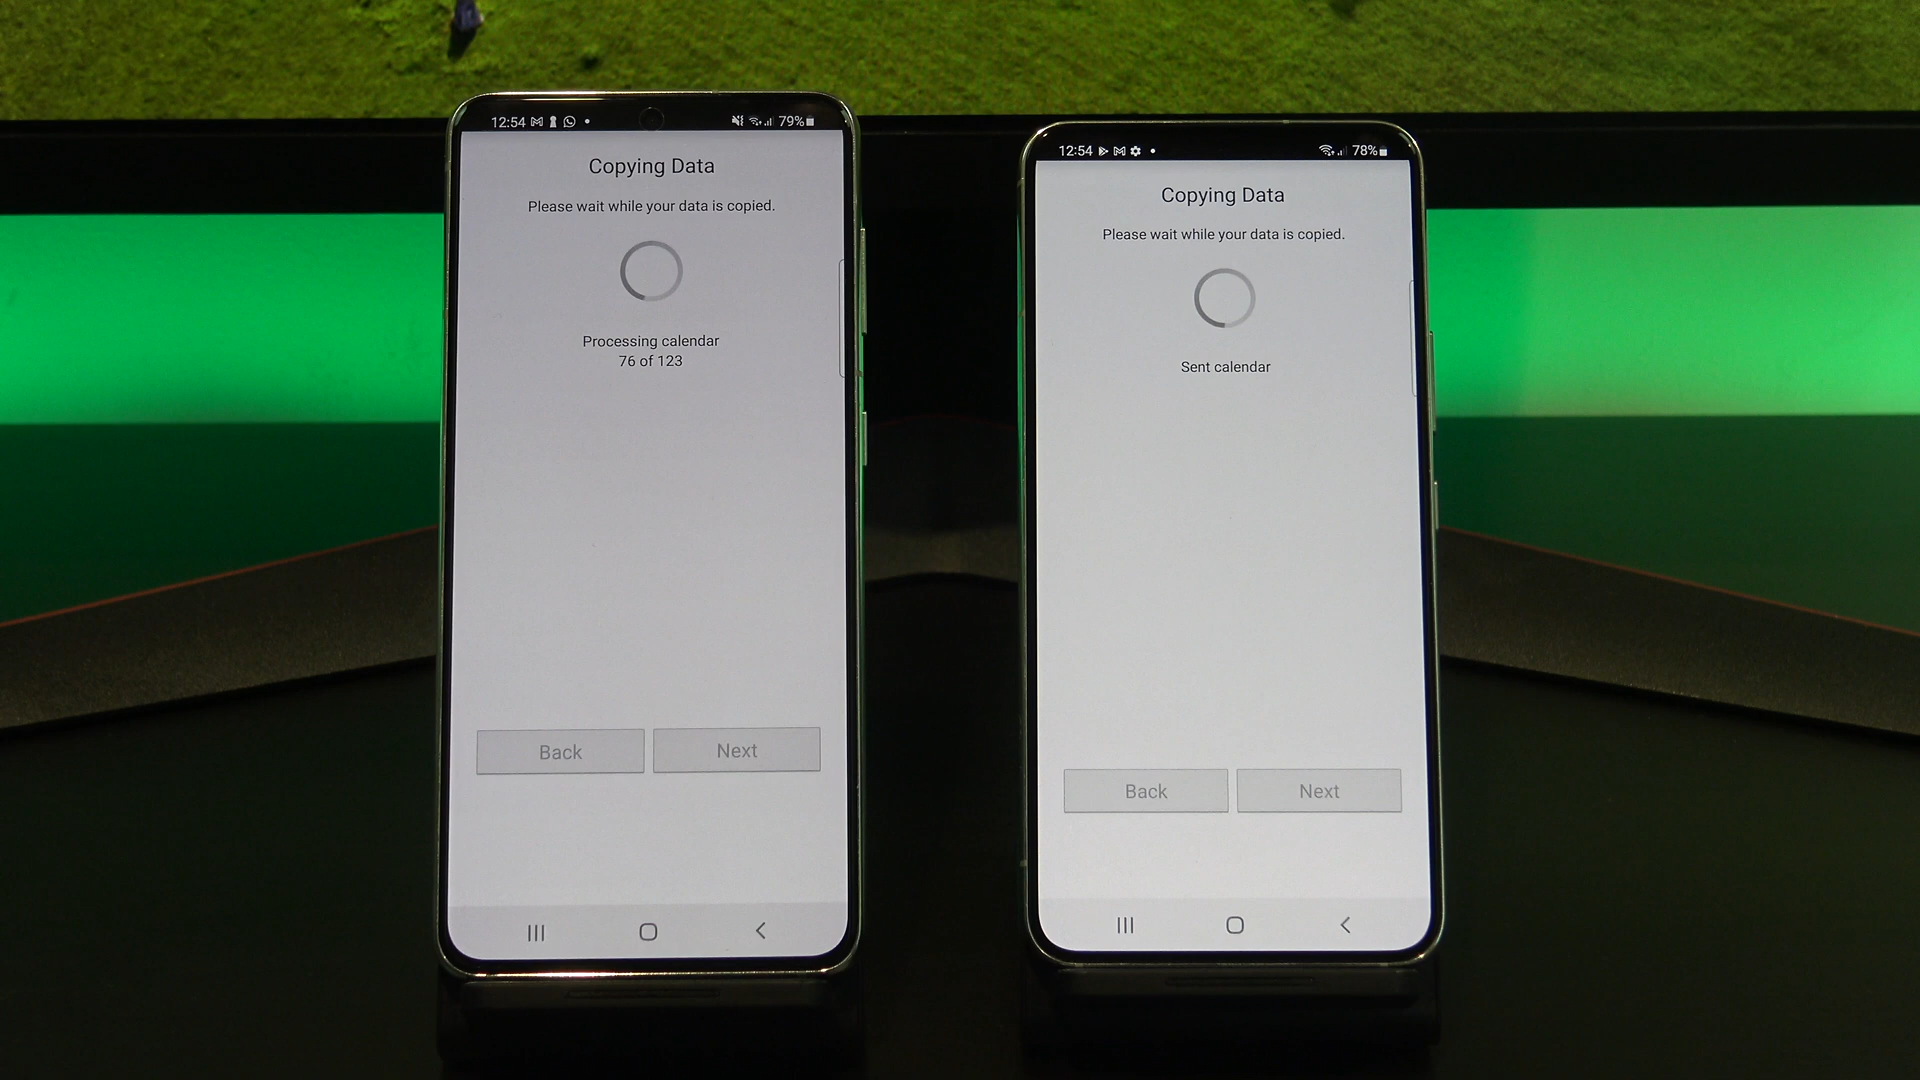 12:54
79%
Copying Data
Please wait while your data is copied.
Processing calendar
76 of 123
Back
Next
12:54
78%
Copying Data
Please wait while your data is copied.
Sent calendar
Back
Next